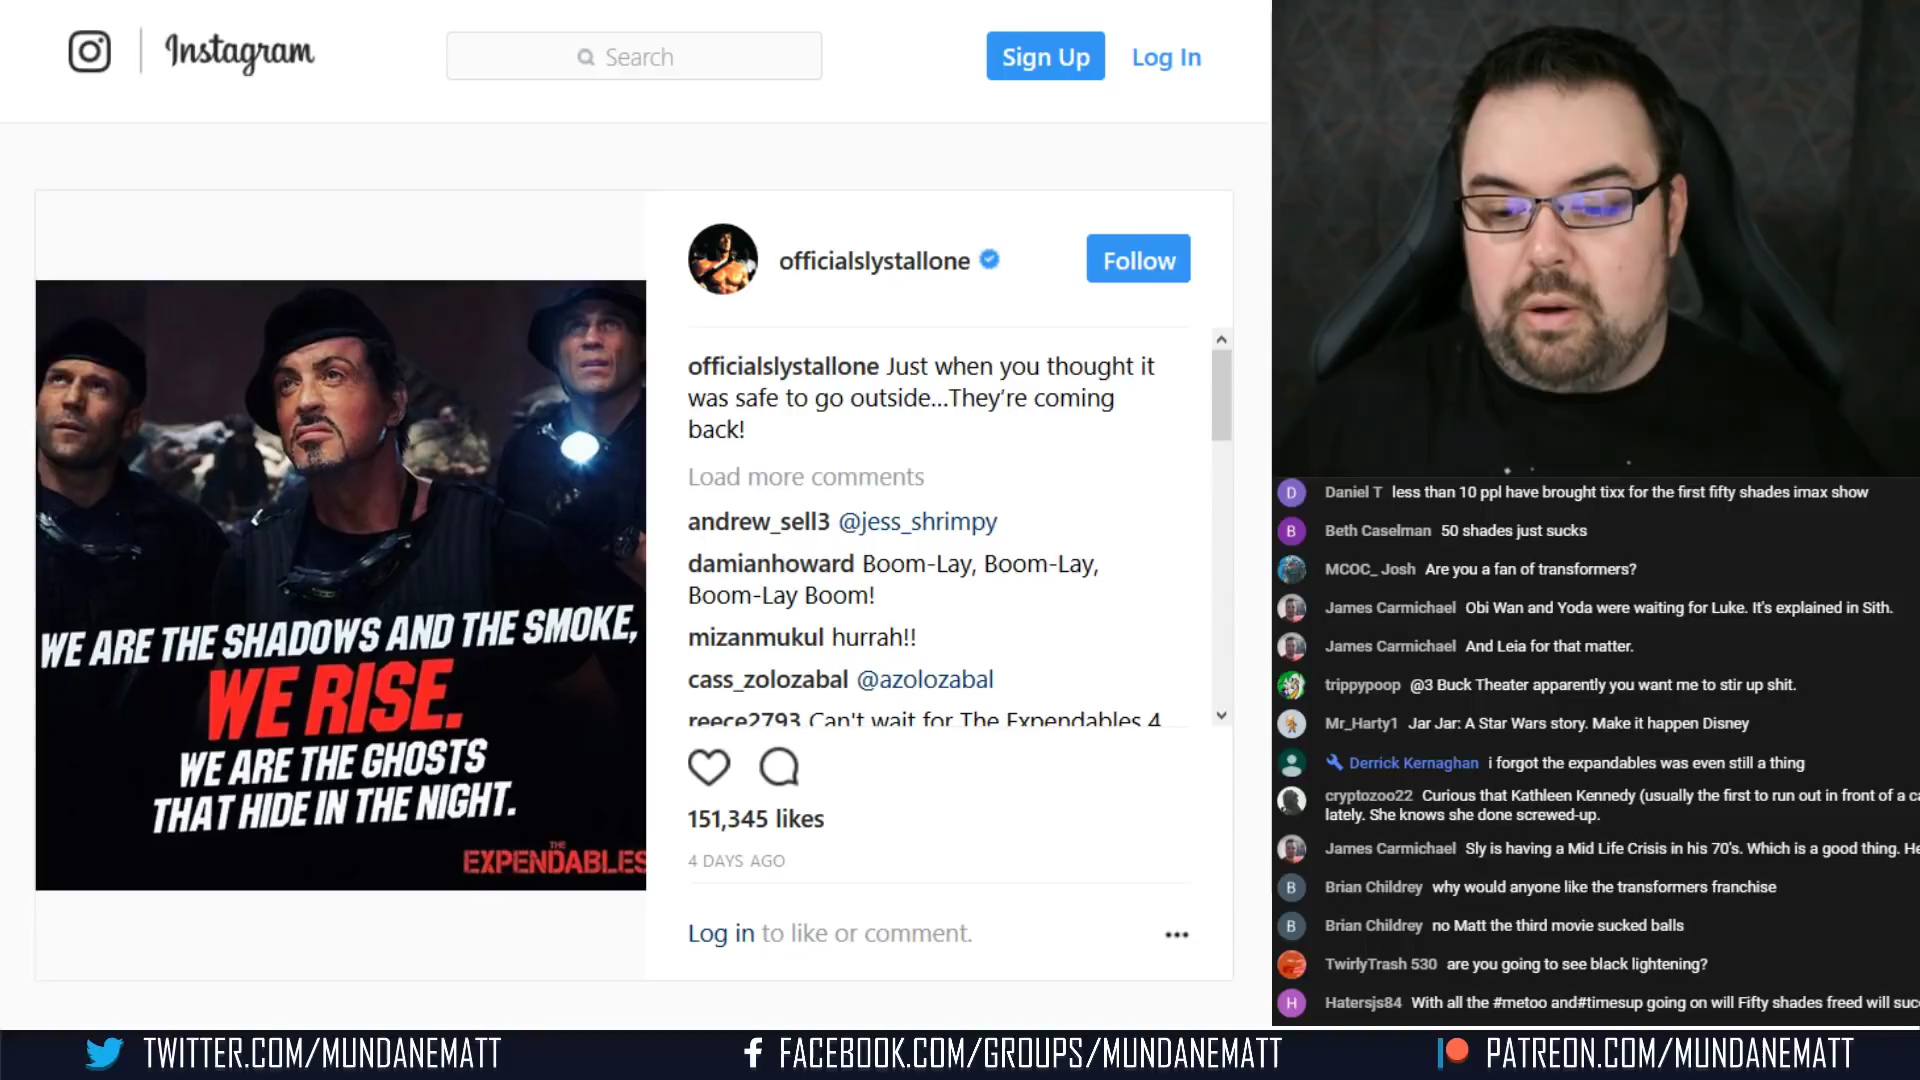 Instagram
Search
Sign Up
Log In
officialslystallone
Follow
officialslystallone Just when you thought it
was safe to go outside...They're coming
back!
Load more comments
andrew_sell3 @jess_shrimpy
damianhoward Boom-Lay, Boom-Lay,
Boom-Lay Boom!
mizanmukul hurrah!!
cass_zolozabal @azolozabal
reece2793 Can't wait for The Expendables 4
151,345 likes
4 DAYS AGO
Log in to like or comment.
WE ARE THE SHADOWS AND THE SMOKE,
WE RISE.
WE ARE THE GHOSTS
THAT HIDE IN THE NIGHT.
THE
EXPENDABLES
D Daniel T less than 10 ppl have brought tixx for the first fifty shades imax show
B Beth Caselman 50 shades just sucks
MCOC_ Josh Are you a fan of transformers?
James Carmichael Obi Wan and Yoda were waiting for Luke. It's explained in Sith.
James Carmichael And Leia for that matter.
trippypoop @3 Buck Theater apparently you want me to stir up shit.
Mr_Harty1 Jar Jar: A Star Wars story. Make it happen Disney
Derrick Kernaghan i forgot the expandables was even still a thing
cryptozoo22 Curious that Kathleen Kennedy (usually the first to run out in front of a ca
lately. She knows she done screwed-up.
James Carmichael Sly is having a Mid Life Crisis in his 70's. Which is a good thing. He
B Brian Childrey why would anyone like the transformers franchise
B Brian Childrey no Matt the third movie sucked balls
TwirlyTrash 530 are you going to see black lightening?
H Hatersjs84 With all the #metoo and#timesup going on will Fifty shades freed will suc
TWITTER.COM/MUNDANEMATT
FACEBOOK.COM/GROUPS/MUNDANEMATT
PATREON.COM/MUNDANEMATT